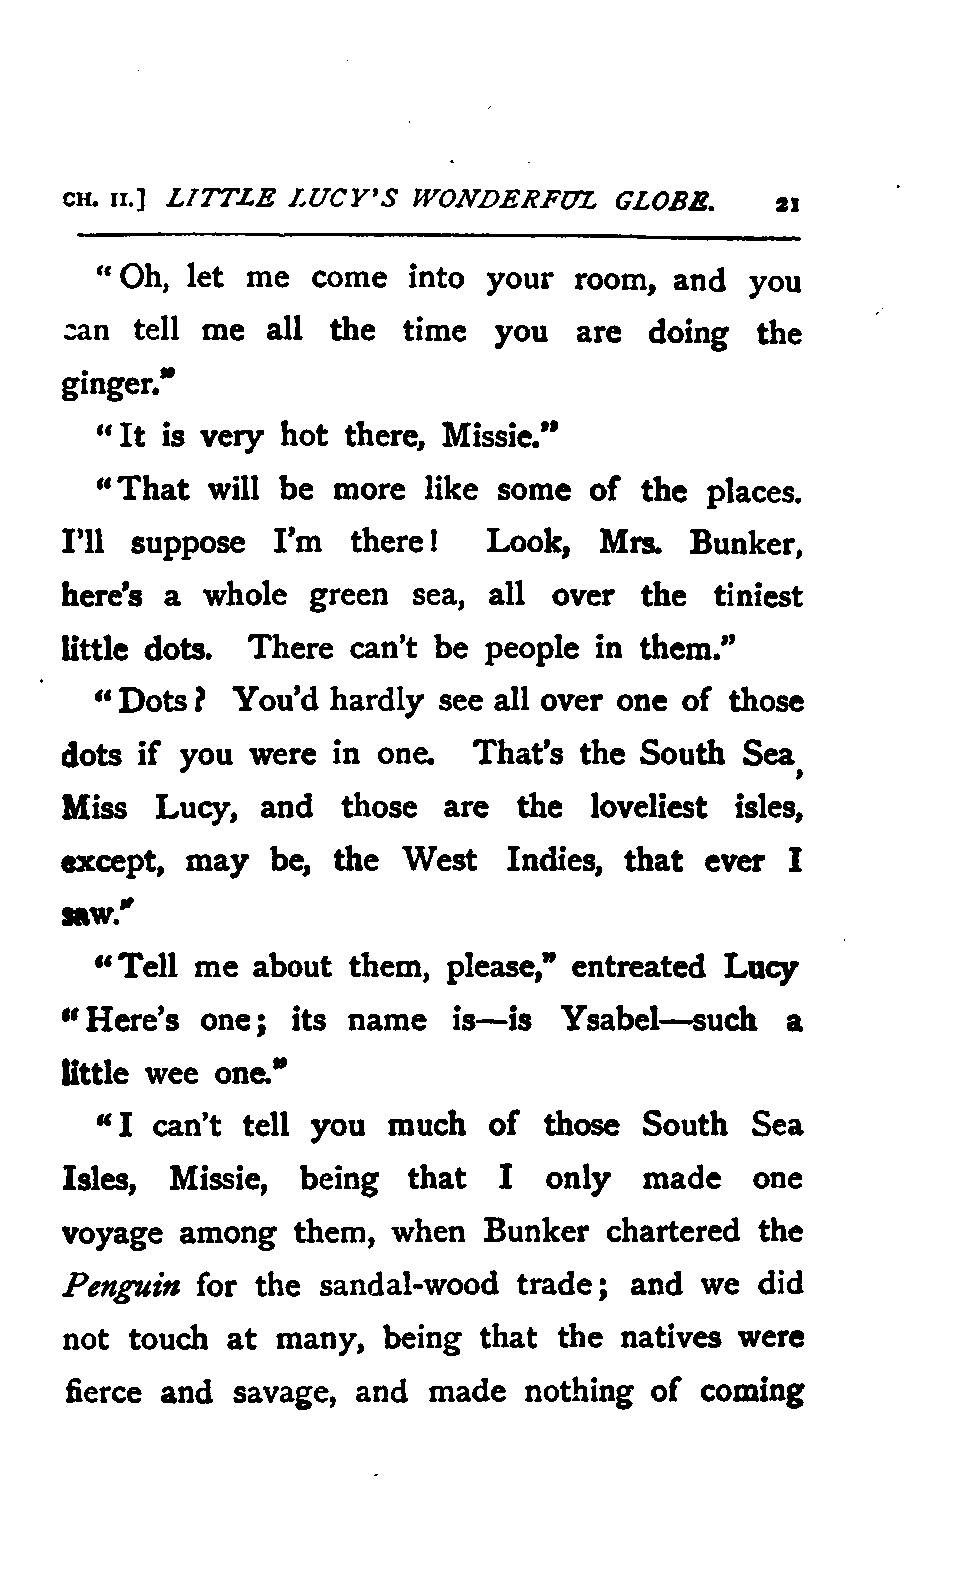 CH. II.] LITTLE LUCY'S WONDERFUL GLOBE. 21
"Oh, let me come into your room, and you
can tell me all the time you are doing the
ginger."
"It is very hot there, Missie."
"That will be more like some of the places.
I'll suppose I'm there! Look, Mrs. Bunker,
here's a whole green sea, all over the tiniest
little dots. There can't be people in them."
"Dots? You'd hardly see all over one of those
dots if you were in one. That's the South Sea,
Miss Lucy, and those are the loveliest isles,
except, may be, the West Indies, that ever I
saw."
"Tell me about them, please," entreated Lucy
"Here's one; its name is—is Ysabel—such a
little wee one."
"I can't tell you much of those South Sea
Isles, Missie, being that I only made one
voyage among them, when Bunker chartered the
Penguin for the sandal-wood trade; and we did
not touch at many, being that the natives were
fierce and savage, and made nothing of coming